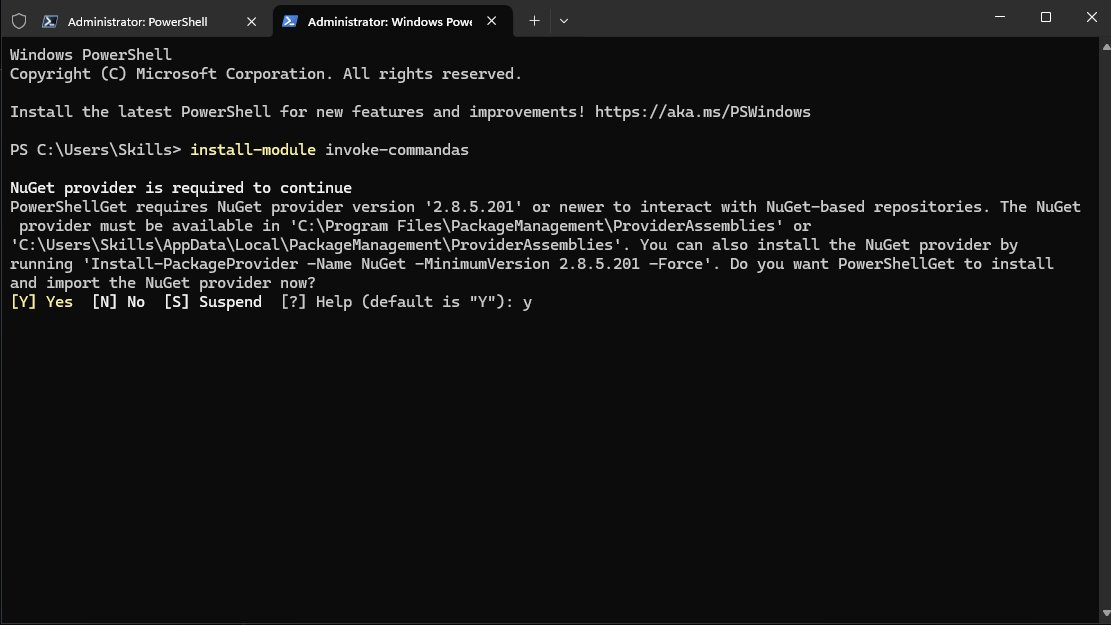 Administrator: PowerShell
Administrator: Windows Powe
Windows PowerShell
Copyright (C) Microsoft Corporation. All rights reserved.
Install the latest PowerShell for new features and improvements! https://aka.ms/PSWindows
PS C:\Users\Skills> install-module invoke-commandas
NuGet provider is required to continue
PowerShellGet requires NuGet provider version '2.8.5.201' or newer to interact with NuGet-based repositories. The NuGet
 provider must be available in 'C:\Program Files\PackageManagement\ProviderAssemblies' or
'C:\Users\Skills\AppData\Local\PackageManagement\ProviderAssemblies'. You can also install the NuGet provider by
running 'Install-PackageProvider -Name NuGet -MinimumVersion 2.8.5.201 -Force'. Do you want PowerShellGet to install
and import the NuGet provider now?
[Y] Yes  [N] No  [S] Suspend  [?] Help (default is "Y"): y